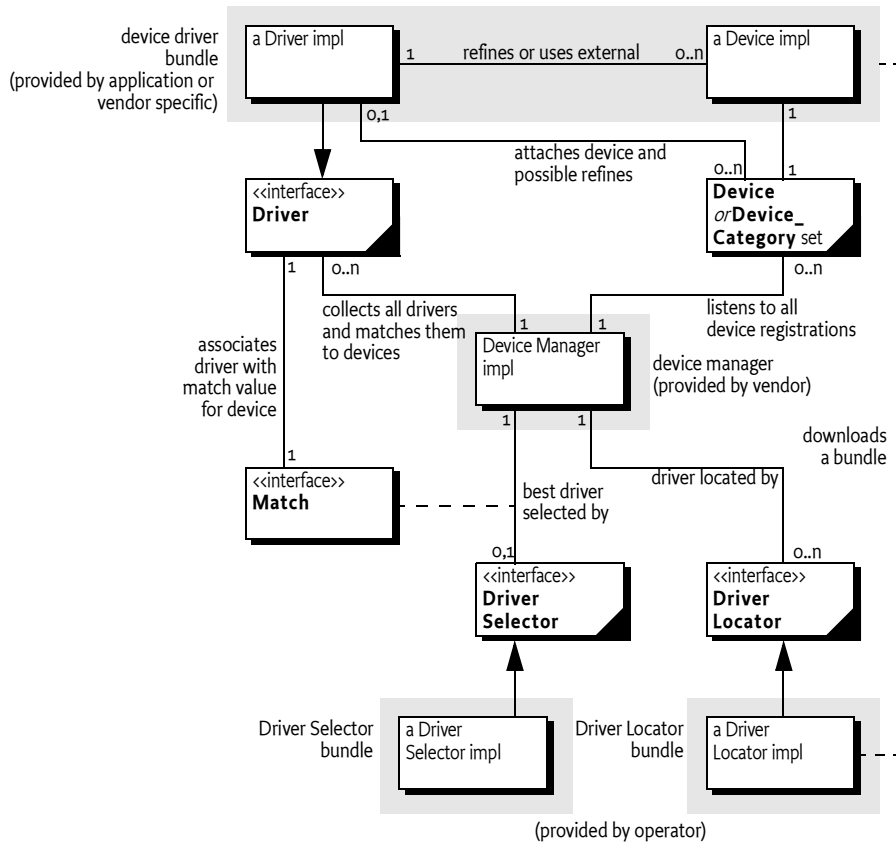 device driver
bundle
(provided by application or
vendor specific)
a Driver impl
1
refines or uses external
0..n
a Device impl
0,1
1
attaches device and
possible refines
0..n
1
<<interface>>
Driver
Device
orDevice_
Category set
1
0..n
0..n
collects all drivers
and matches them
to devices
1
1
listens to all
device registrations
associates
driver with
match value
for device
Device Manager
impl
device manager
(provided by vendor)
1
1
downloads
a bundle
1
<<interface>>
Match
best driver
selected by
driver located by
0,1
0..n
<<interface>>
Driver
Selector
<<interface>>
Driver
Locator
Driver Selector
bundle
a Driver
Selector impl
Driver Locator
bundle
a Driver
Locator impl
(provided by operator)